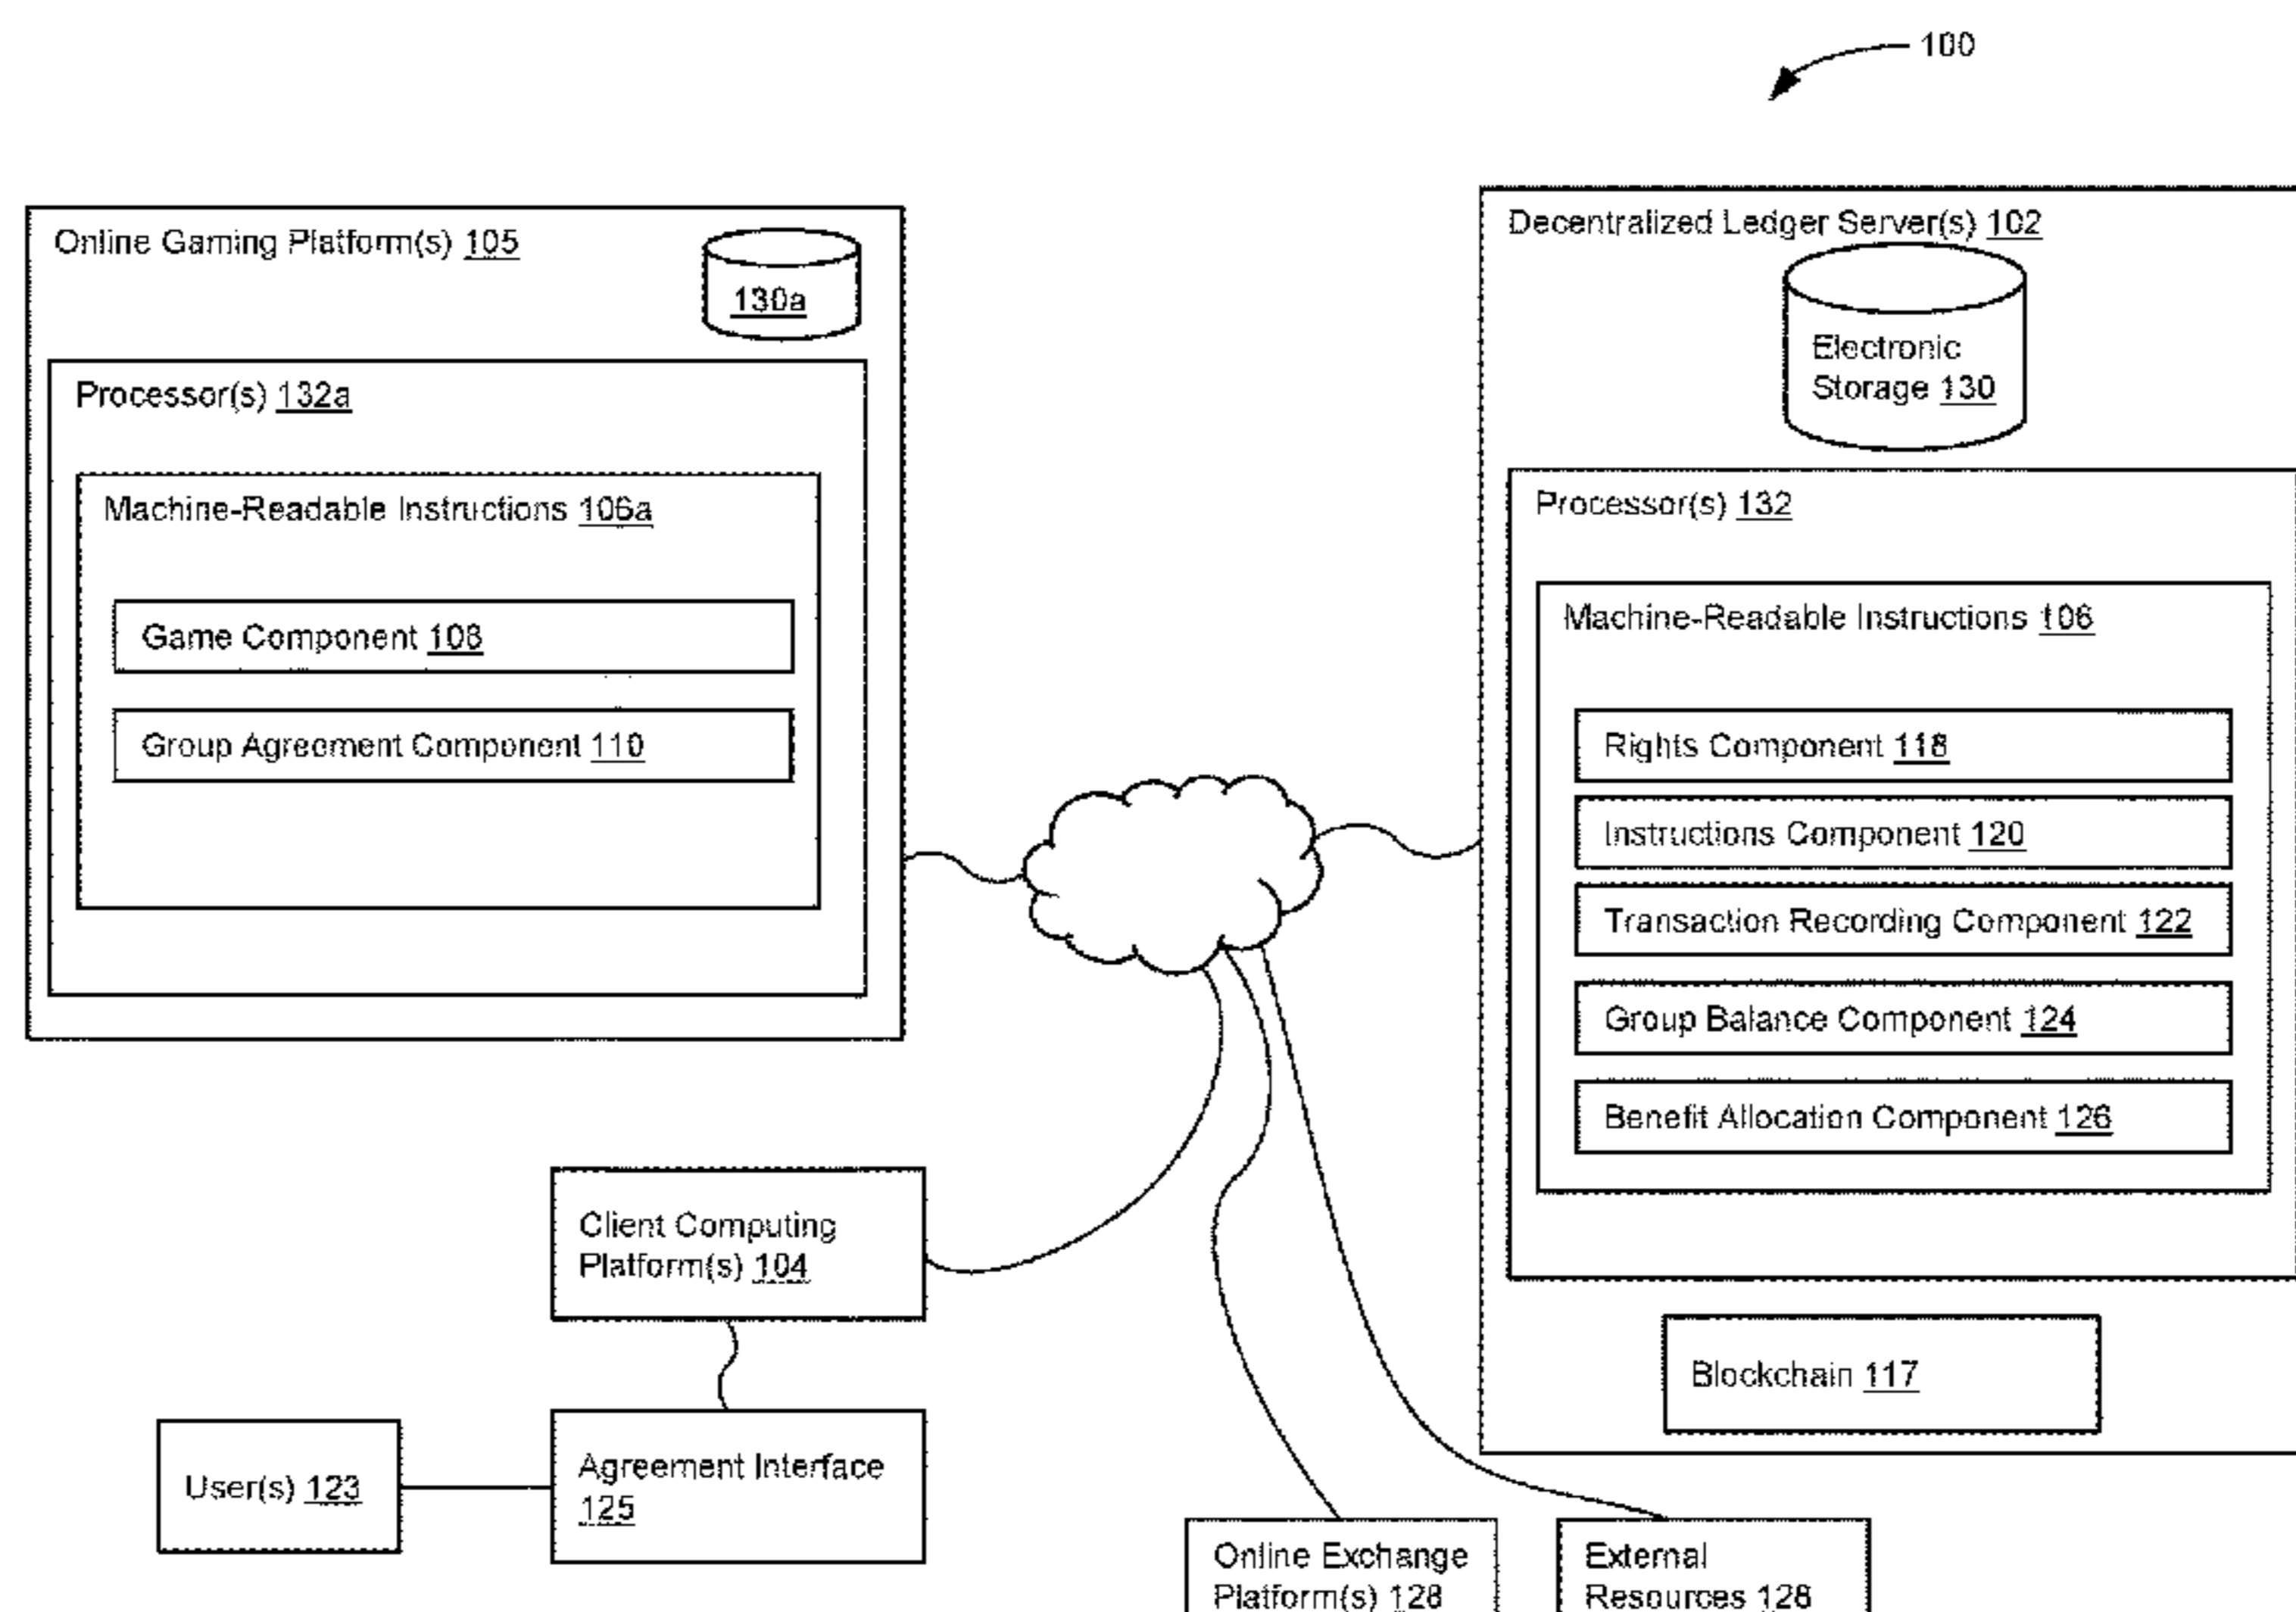 100
Online Gaming Platform(s) 105
130a
Processor(s) 132a
Machine-Readable Instructions 106a
Game Component 108
Group Agreement Component 110
Decentralized Ledger Server(s) 102
Electronic
Storage 130
Processor(s) 132
Machine-Readable Instructions 106
Rights Component 118
Instructions Component 120
Transaction Recording Component 122
Group Balance Component 124
Benefit Allocation Component 126
Blockchain 117
Client Computing
Platform(s) 104
User(s) 123
Agreement Interface
125
Online Exchange
Platform(s) 128
External
Resources 128